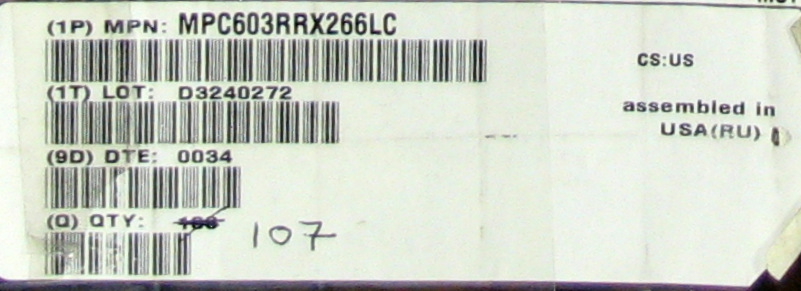 (1P) MPN: MPC603RRX266LC
CS:US
(1T) LOT: D3240272
assembled in
USA(RU)
(9D) DTE: 0034
(Q) QTY: 107